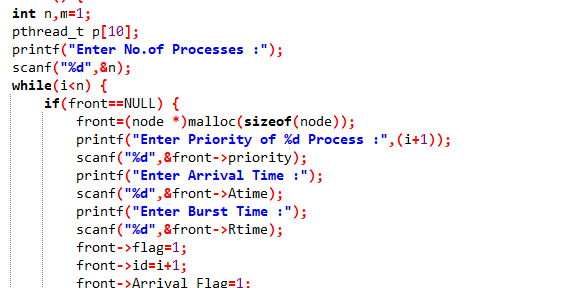 int n,m=1;
pthread_t p[10];
printf("Enter No.of Processes :");
scanf("%d",&n);
while(i<n) {
if(front==NULL) {
front=(node *)malloc(sizeof(node));
printf("Enter Priority of %d Process :",(i+1));
scanf("%d",&front->priority);
printf("Enter Arrival Time :");
scanf("%d",&front->Atime);
printf("Enter Burst Time :");
scanf("%d",&front->Rtime);
front->flag=1;
front->id=i+1;
front->Arrival_Flag=1;